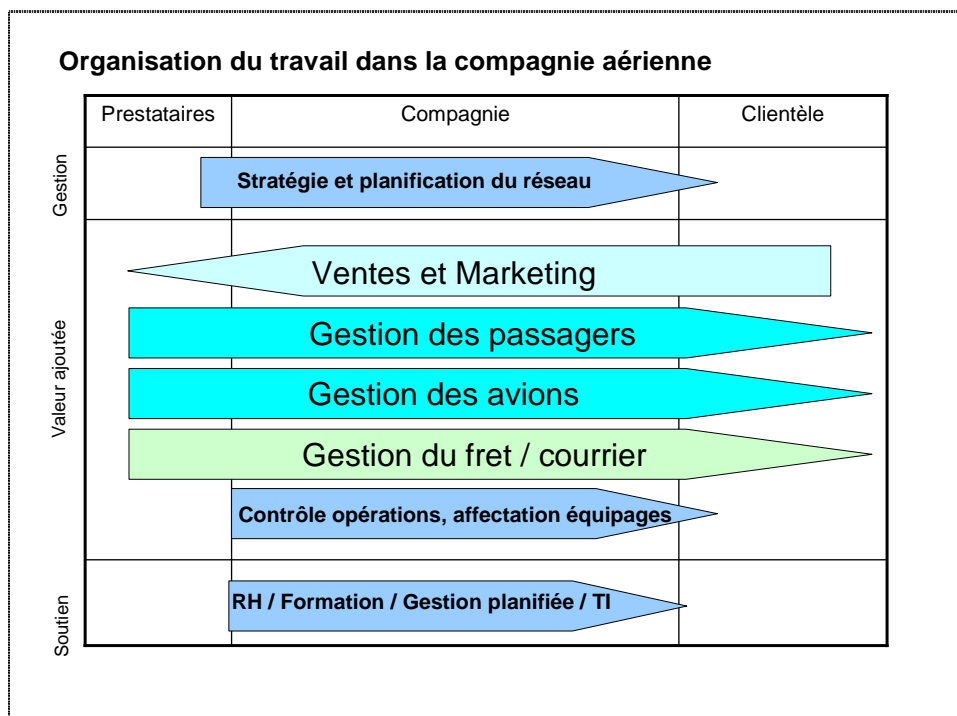 Organisation du travail dans la compagnie aérienne
Prestataires
Compagnie
Clientèle
Gestion
Stratégie et planification du réseau
Valeur ajoutée
Ventes et Marketing
Gestion des passagers
Gestion des avions
Gestion du fret / courrier
Contrôle opérations, affectation équipages
Soutien
RH / Formation / Gestion planifiée / TI